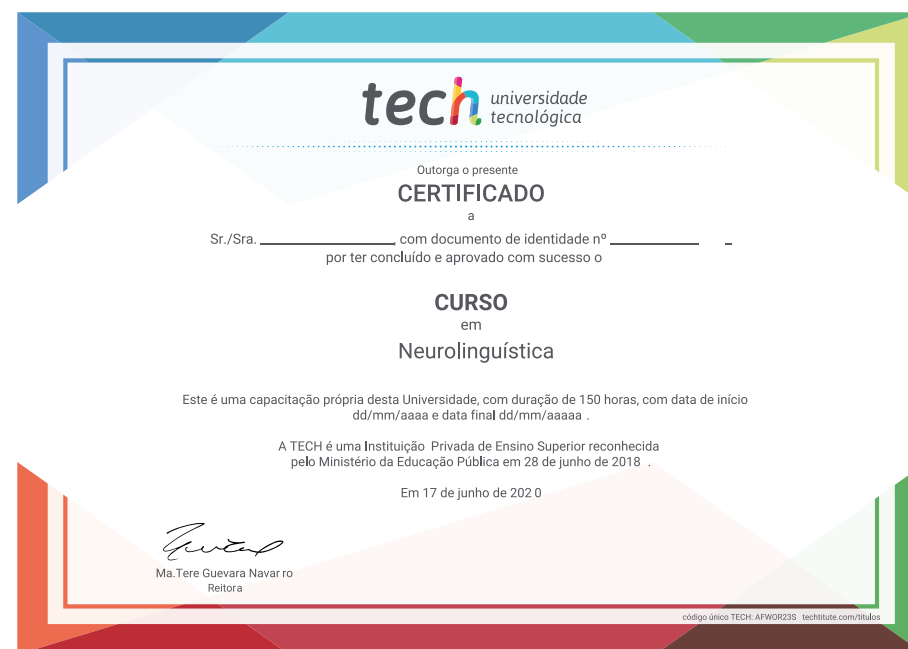 tech universidade
tecnológica
Outorga o presente
CERTIFICADO
a
Sr./Sra. ____________, com documento de identidade nº ________ _
por ter concluído e aprovado com sucesso o
CURSO
em
Neurolinguística
Este é uma capacitação própria desta Universidade, com duração de 150 horas, com data de início
dd/mm/aaaa e data final dd/mm/aaaaa .
A TECH é uma Instituição Privada de Ensino Superior reconhecida
pelo Ministério da Educação Pública em 28 de junho de 2018 .
Em 17 de junho de 2020
Ma.Tere Guevara Navar ro
Reitora
código único TECH: AFWOR23S techtitute.com/titulos